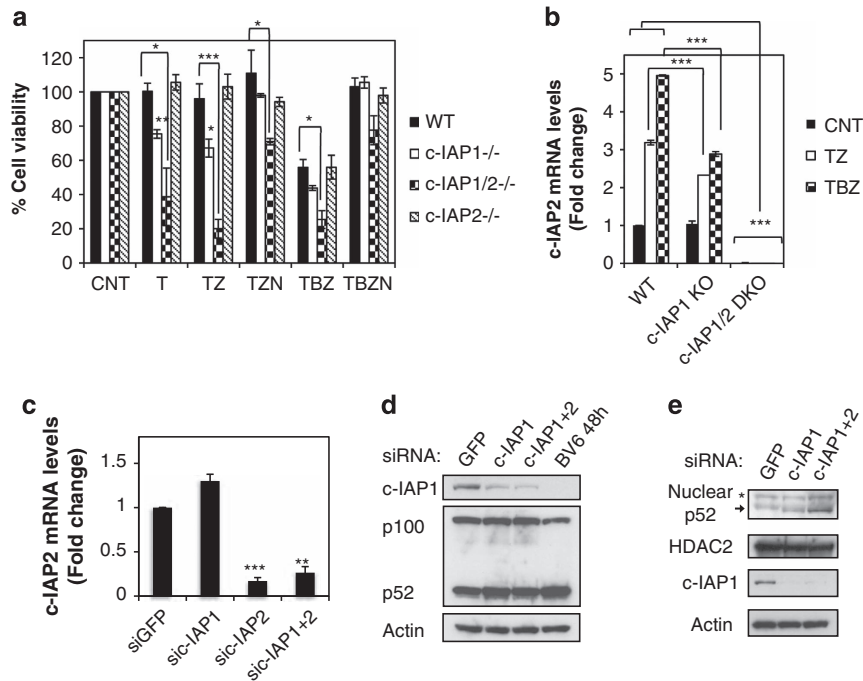 a
% Cell viability
120
100
80
60
40
20
0
*
**
***
*
*
*
CNT T TZ TZN TBZ TBZN
WT
c-IAP1-/-
c-IAP1/2-/-
c-IAP2-/-
b
c-IAP2 mRNA levels
(Fold change)
5
4
3
2
1
0
***
***
***
WT
c-IAP1 KO
c-IAP1/2 DKO
CNT
TZ
TBZ
c
c-IAP2 mRNA levels
(Fold change)
1.5
1
0.5
0
***
**
siGFP
sic-IAP1
sic-IAP2
sic-IAP1+2
d
siRNA: GFP c-IAP1 c-IAP1+2 BV6 48h
c-IAP1
p100
p52
Actin
e
siRNA: GFP c-IAP1 c-IAP1+2
Nuclear *
p52
HDAC2
c-IAP1
Actin